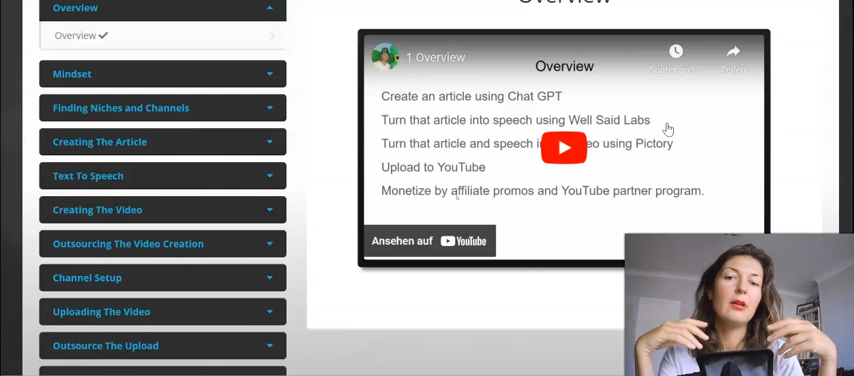 Overview
Overview
Overview
Mindset
Finding Niches and Channels
Creating The Article
Text To Speech
Creating The Video
Outsourcing The Video Creation
Channel Setup
Uploading The Video
Outsource The Upload
1 Overview
Overview
Teilen
Create an article using Chat GPT
Turn that article into speech using Well Said Labs
Turn that article and speech using Pictory
Upload to YouTube
Monetize by affiliate promos and YouTube partner program.
Ansehen auf YouTube